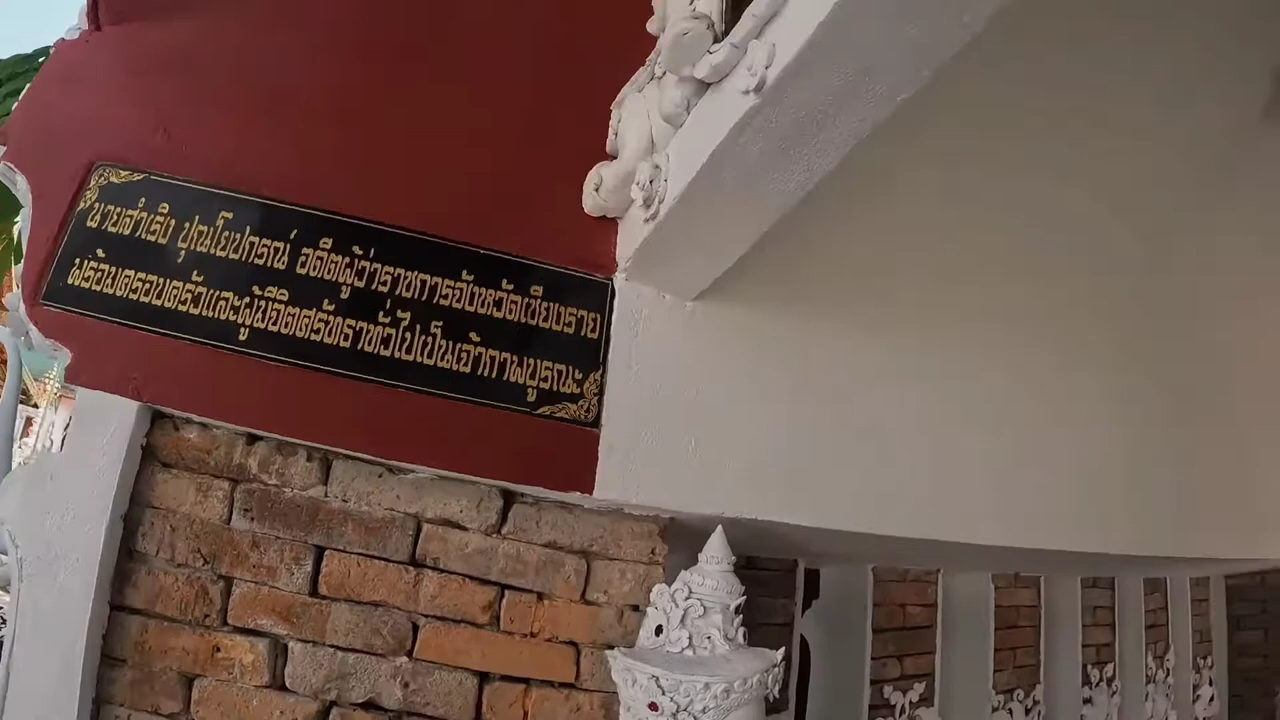 นายสำเริง ปุณโยปกรณ์ อดีตผู้ว่าราชการจังหวัดเชียงราย
พร้อมครอบครัวและผู้มีจิตศรัทธาทั่วไปเป็นเจ้าภาพบูรณะ